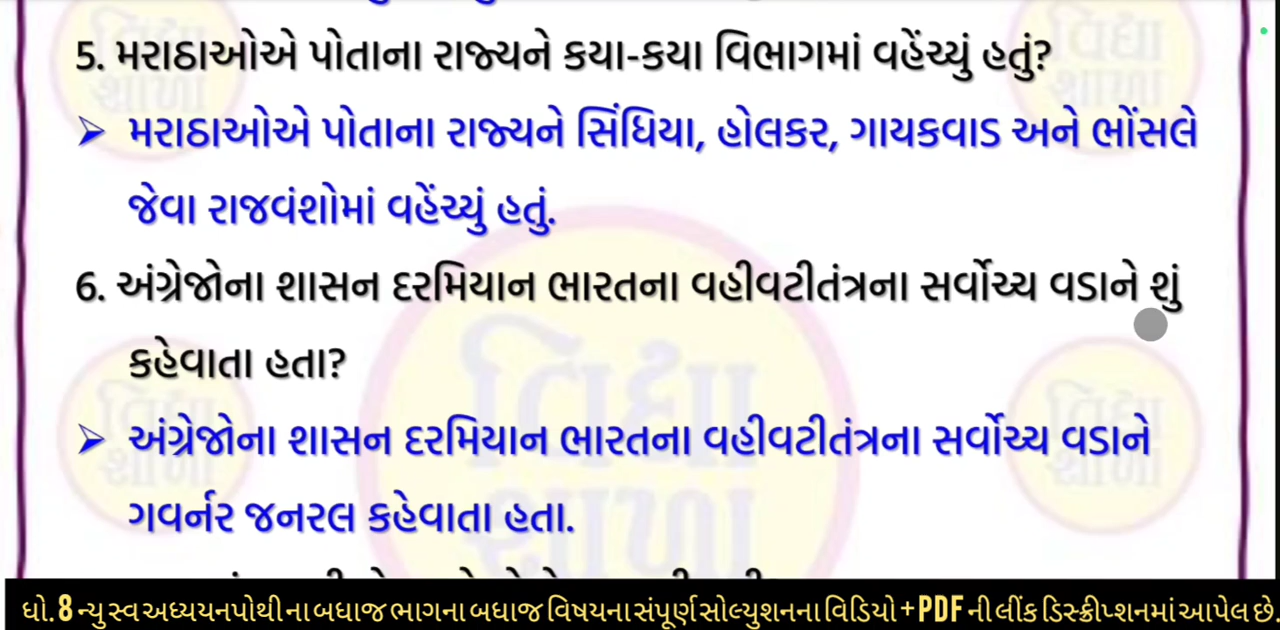 5. મરાઠાઓએ પોતાના રાજ્યને કયા-કયા વિભાગમાં વહેંચ્યું હતું?
➢ મરાઠાઓએ પોતાના રાજ્યને સિંધિયા, હોલકર, ગાયકવાડ અને ભોંસલે
જેવા રાજવંશોમાં વહેંચ્યું હતું.
6. અંગ્રેજોના શાસન દરમિયાન ભારતના વહીવટીતંત્રના સર્વોચ્ચ વડાને શું
કહેવાતા હતા?
➢ અંગ્રેજોના શાસન દરમિયાન ભારતના વહીવટીતંત્રના સર્વોચ્ચ વડાને
ગવર્નર જનરલ કહેવાતા હતા.
વિદ્યા
શાળા
ધો. 8 ન્યુ સ્વઅધ્યયનપોથી ના બધાજ ભાગના બધાજ વિષયના સંપૂર્ણ સોલ્યુશનના વિડિયો + PDF ની લીંક ડિસ્ક્રીપ્શનમાં આપેલ છે.